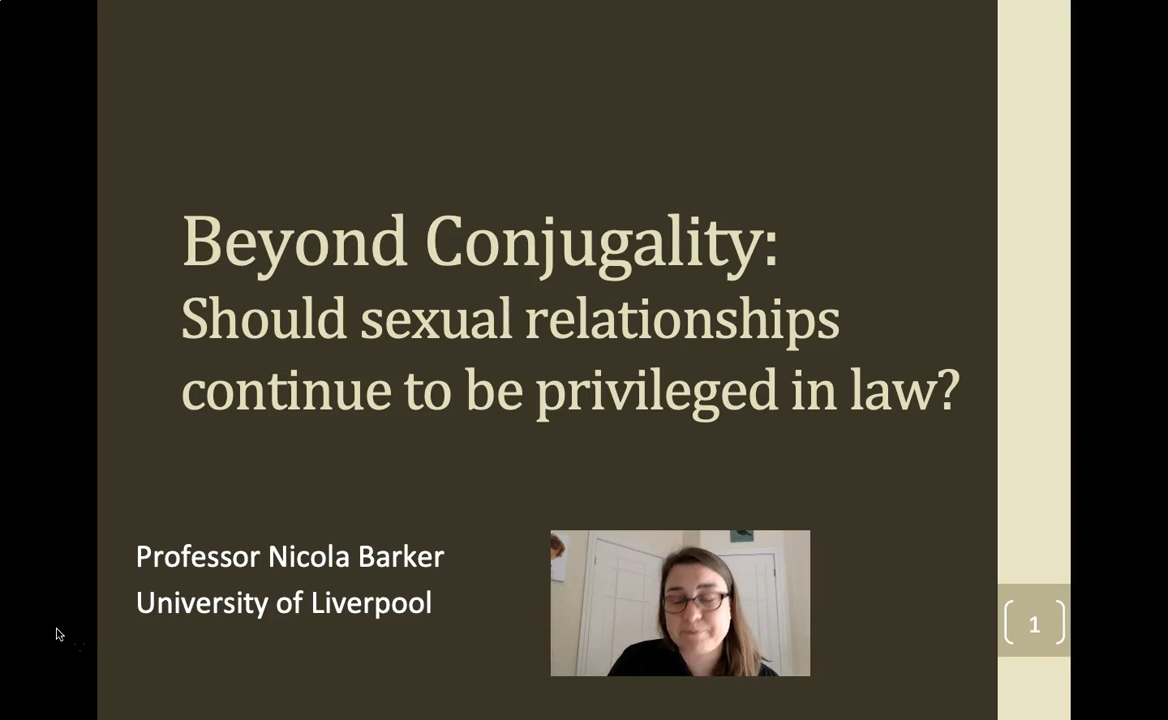 Beyond Conjugality:
Should sexual relationships
continue to be privileged in law?
Professor Nicola Barker
University of Liverpool
1